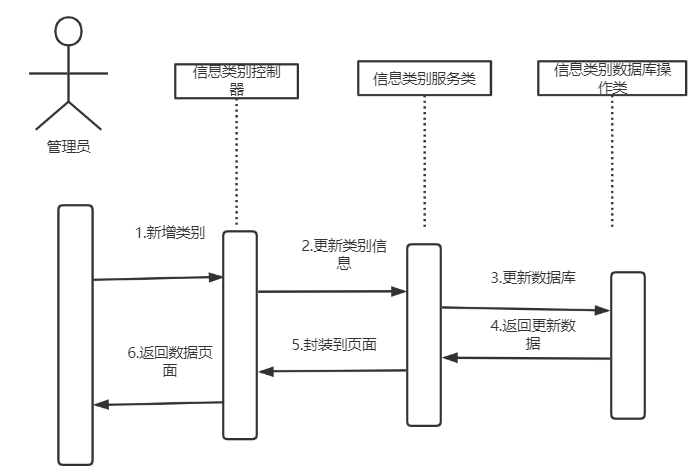 信息类别控制
器
信息类别服务类
信息类别数据库操
作类
管理员
1.新增类别
2.更新类别信
息
3.更新数据库
4.返回更新数
据
5.封装到页面
6.返回数据页
面